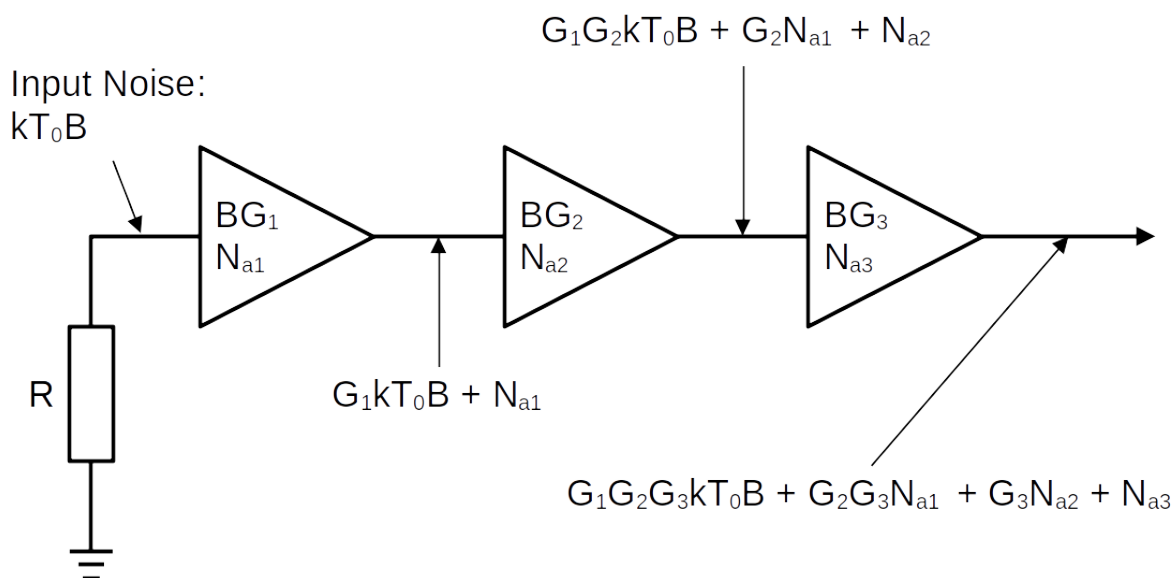 G₁G₂kT₀B + G₂Nₐ₁ + Nₐ₂
Input Noise:
kT₀B
BG₁
Nₐ₁
BG₂
Nₐ₂
BG₃
Nₐ₃
R
G₁kT₀B + Nₐ₁
G₁G₂G₃kT₀B + G₂G₃Nₐ₁ + G₃Nₐ₂ + Nₐ₃